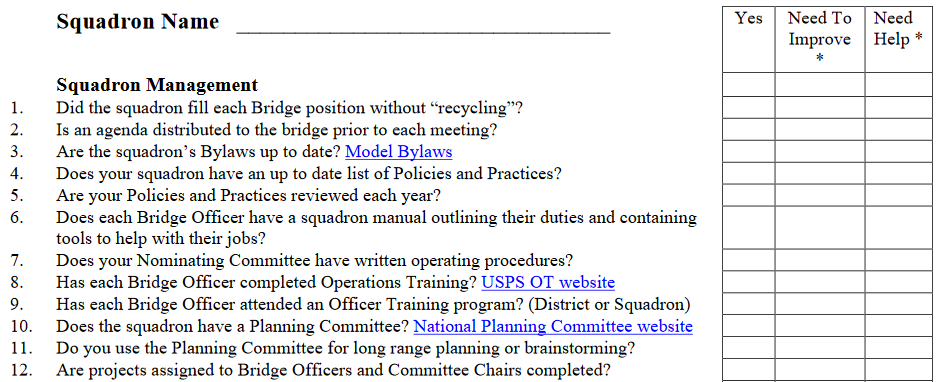 Squadron Name ___________________________________
Yes
Need To
Improve
*
Need
Help *
Squadron Management
1. Did the squadron fill each Bridge position without “recycling”?
2. Is an agenda distributed to the bridge prior to each meeting?
3. Are the squadron’s Bylaws up to date? Model Bylaws
4. Does your squadron have an up to date list of Policies and Practices?
5. Are your Policies and Practices reviewed each year?
6. Does each Bridge Officer have a squadron manual outlining their duties and containing
tools to help with their jobs?
7. Does your Nominating Committee have written operating procedures?
8. Has each Bridge Officer completed Operations Training? USPS OT website
9. Has each Bridge Officer attended an Officer Training program? (District or Squadron)
10. Does the squadron have a Planning Committee? National Planning Committee website
11. Do you use the Planning Committee for long range planning or brainstorming?
12. Are projects assigned to Bridge Officers and Committee Chairs completed?